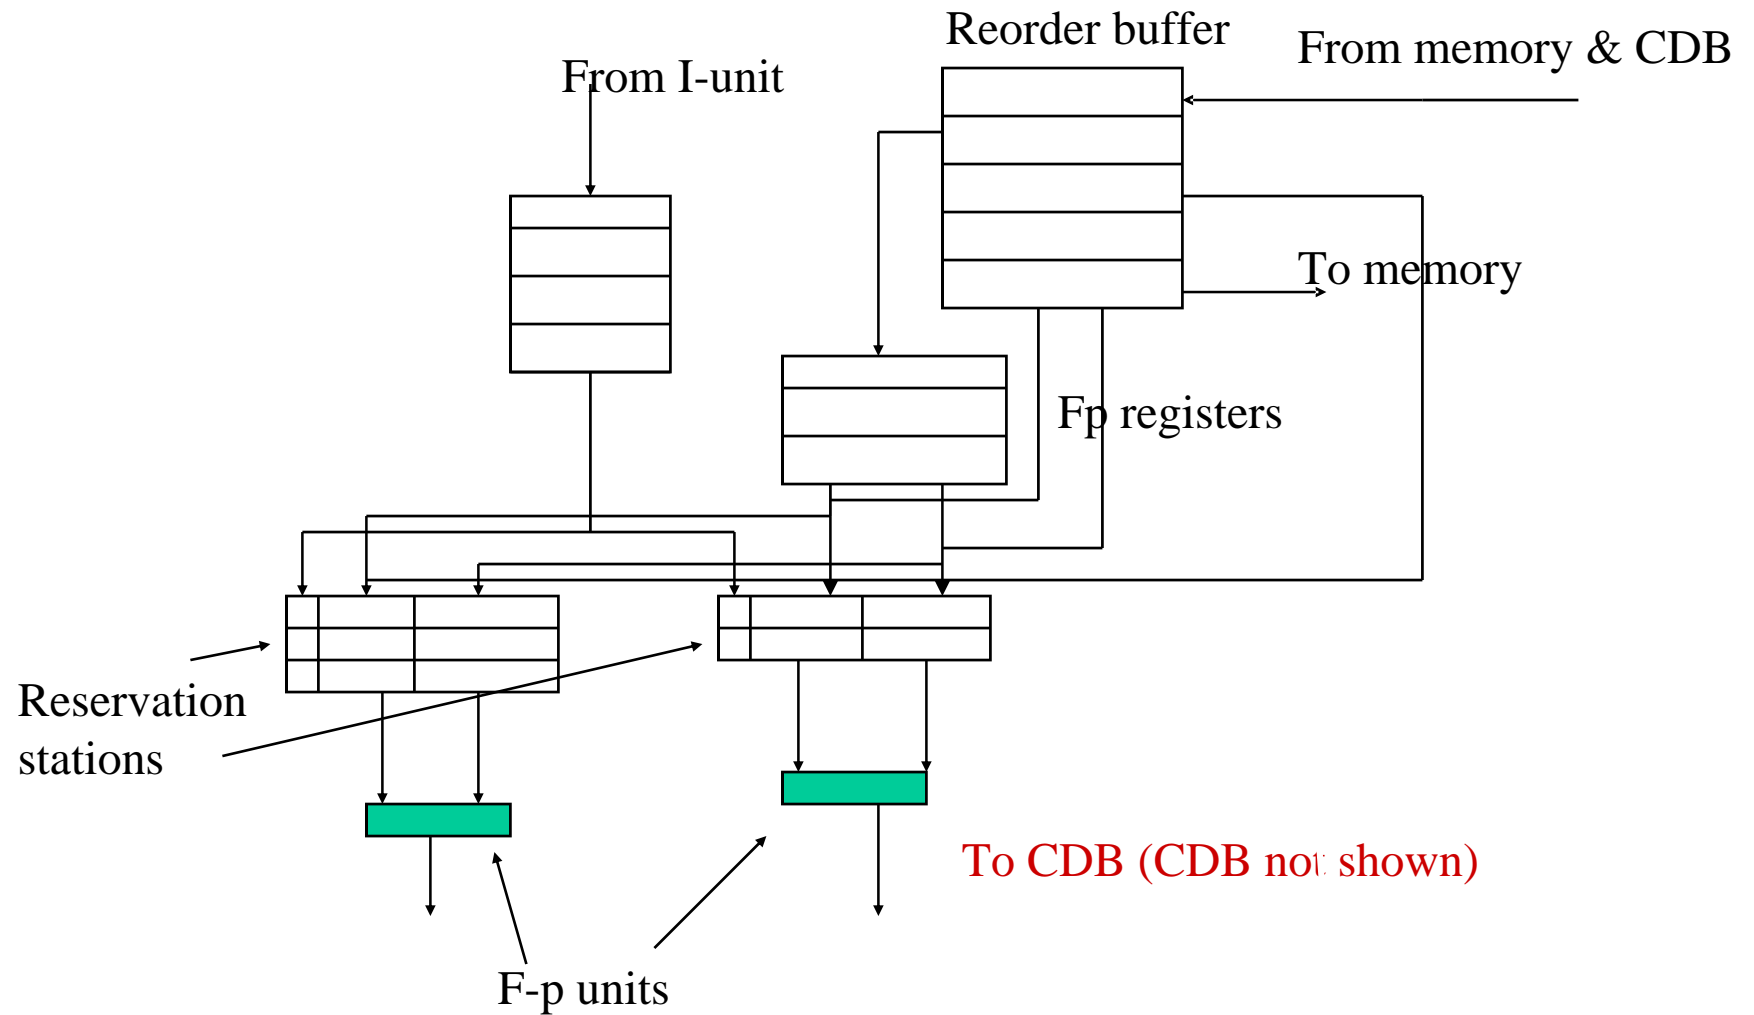 Reorder buffer
From memory & CDB
From I-unit
To memory
Fp registers
Reservation
stations
To CDB (CDB not shown)
F-p units